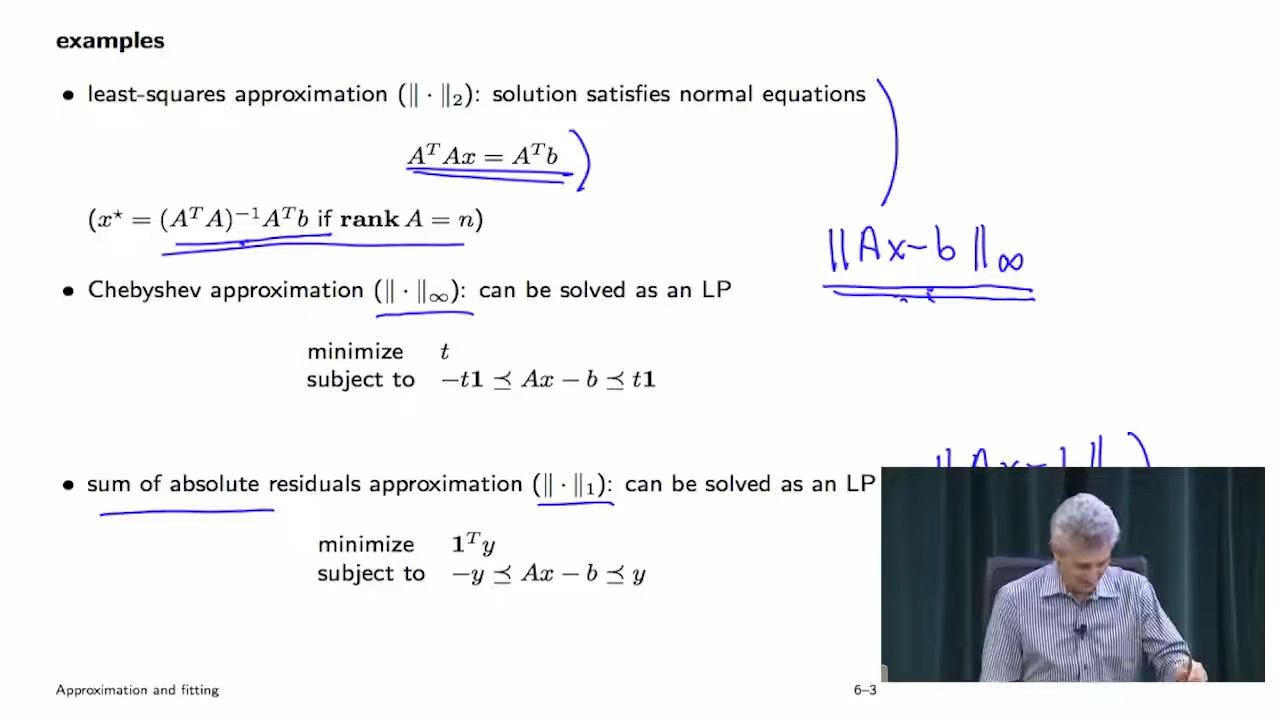 examples
• least-squares approximation (‖ · ‖₂): solution satisfies normal equations
AᵀAx = Aᵀb
(x⋆ = (AᵀA)⁻¹Aᵀb if rank A = n)
‖Ax−b‖∞
• Chebyshev approximation (‖ · ‖∞): can be solved as an LP
minimize t
subject to −t1 ⪯ Ax − b ⪯ t1
• sum of absolute residuals approximation (‖ · ‖₁): can be solved as an LP
minimize 1ᵀy
subject to −y ⪯ Ax − b ⪯ y
Approximation and fitting
6–3